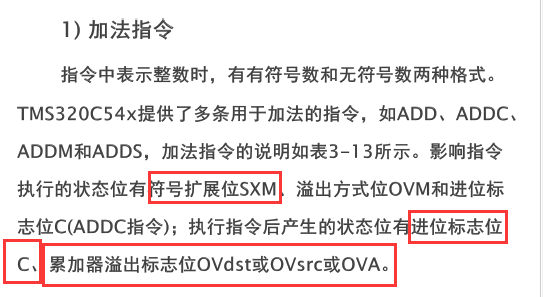 1) 加法指令
指令中表示整数时，有有符号数和无符号数两种格式。
TMS320C54x提供了多条用于加法的指令，如ADD、ADDC、
ADDM和ADDS，加法指令的说明如表3-13所示。影响指令
执行的状态位有符号扩展位SXM、溢出方式位OVM和进位标
志位C(ADDC指令)；执行指令后产生的状态位有进位标志位
C、累加器溢出标志位OVdst或OVsrc或OVA。